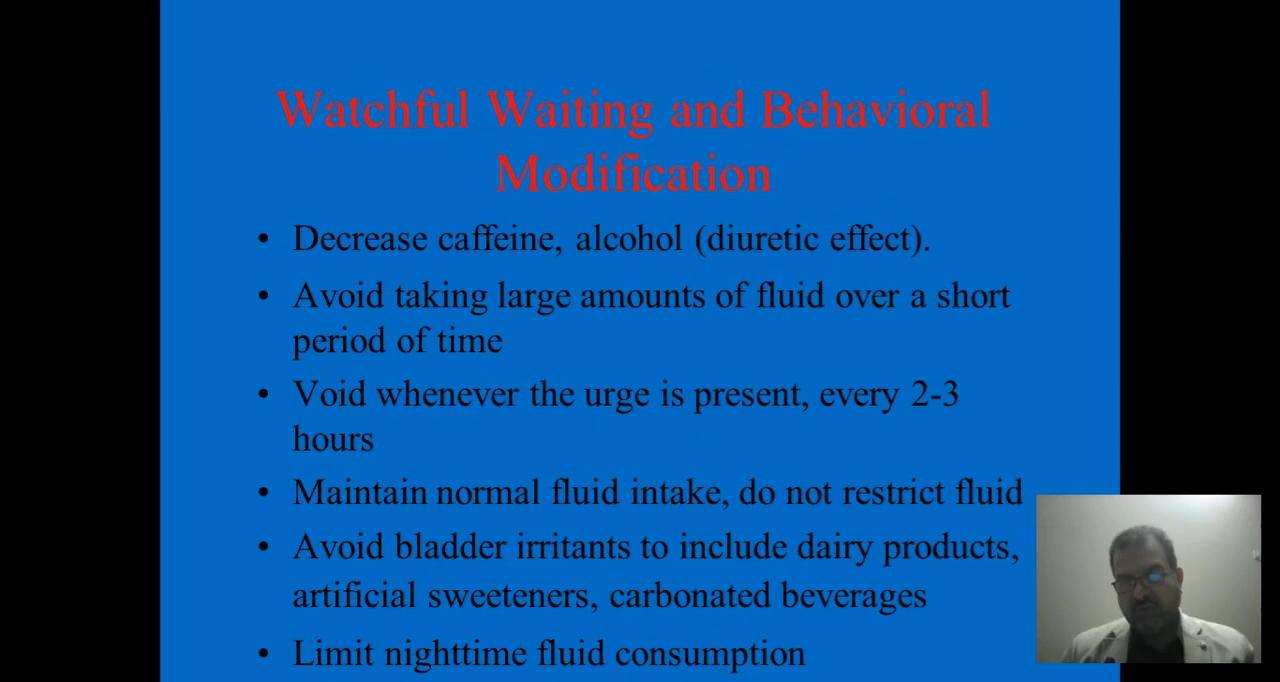 Watchful Waiting and Behavioral
Modification
• Decrease caffeine, alcohol (diuretic effect).
• Avoid taking large amounts of fluid over a short
period of time
• Void whenever the urge is present, every 2-3
hours
• Maintain normal fluid intake, do not restrict fluid
• Avoid bladder irritants to include dairy products,
artificial sweeteners, carbonated beverages
• Limit nighttime fluid consumption